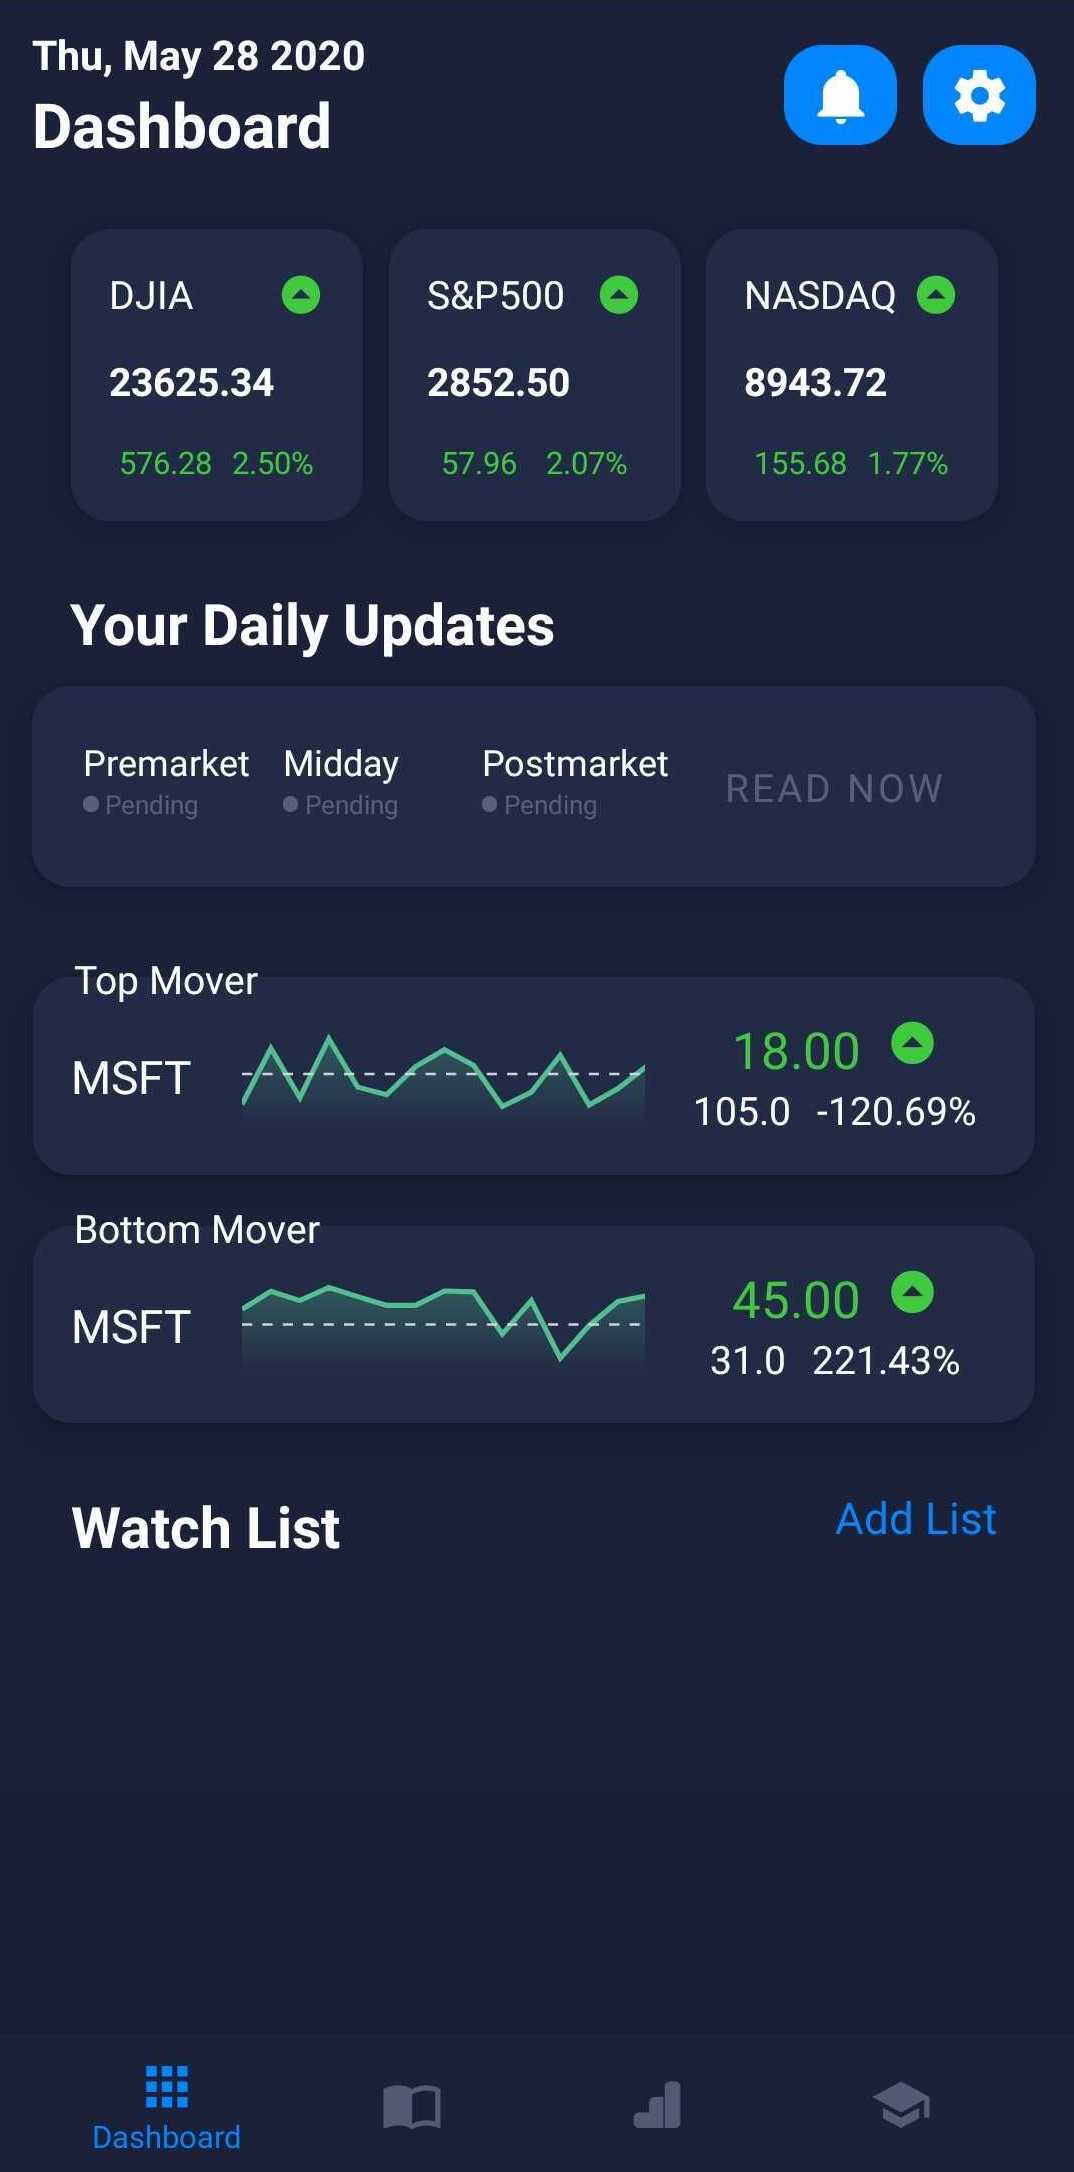 Thu, May 28 2020
Dashboard
DJIA
23625.34
576.28 2.50%
S&P500
2852.50
57.96 2.07%
NASDAQ
8943.72
155.68 1.77%
Your Daily Updates
Premarket
Pending
Midday
Pending
Postmarket
Pending
READ NOW
Top Mover
MSFT
18.00
105.0 -120.69%
Bottom Mover
MSFT
45.00
31.0 221.43%
Watch List
Add List
Dashboard